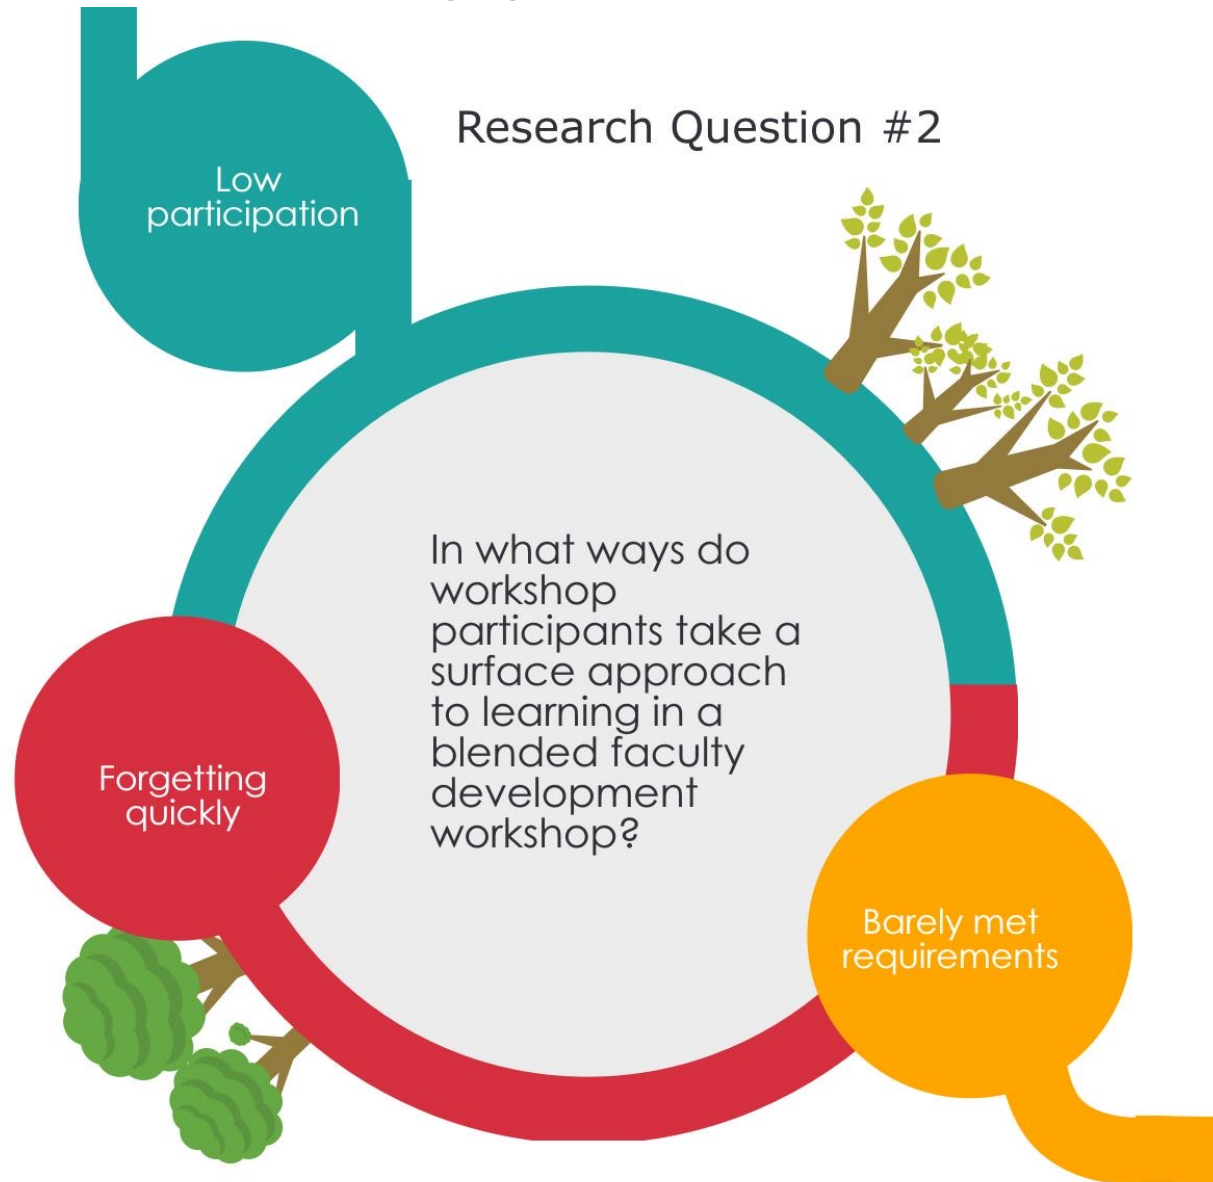 Research Question #2
Low
participation
In what ways do
workshop
participants take a
surface approach
to learning in a
blended faculty
development
workshop?
Forgetting
quickly
Barely met
requirements